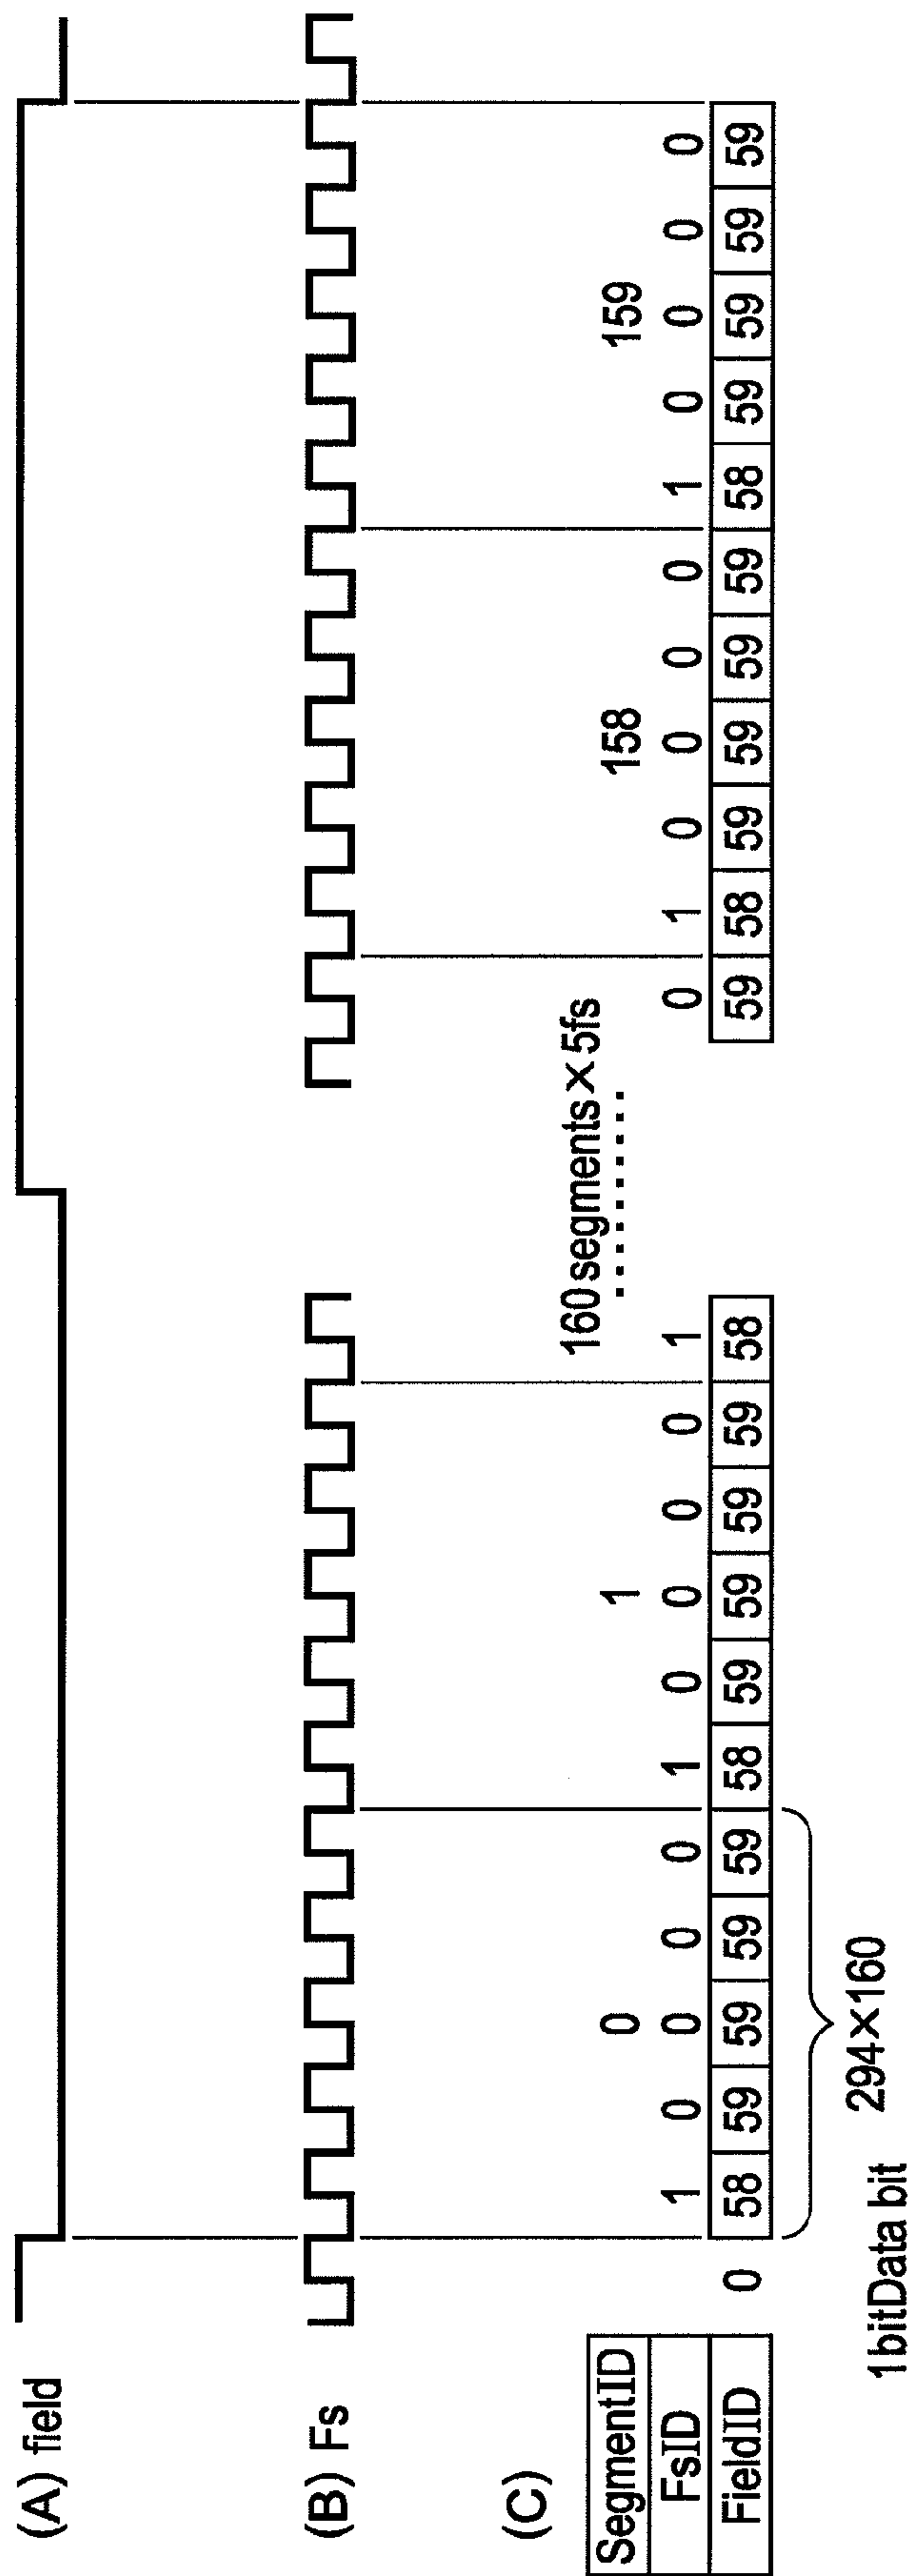 (A) field
(B) Fs
(C)
160segments×5fs
SegmentID 0 1 ········· 158 159
FsID 1 0 0 0 0 1 0 0 0 0 1 0 1 0 0 0 0 1 0 0 0 0
FieldID 0 58 59 59 59 59 58 59 59 59 59 58 59 58 59 59 59 59 58 59 59 59 59
1bitData bit 294×160